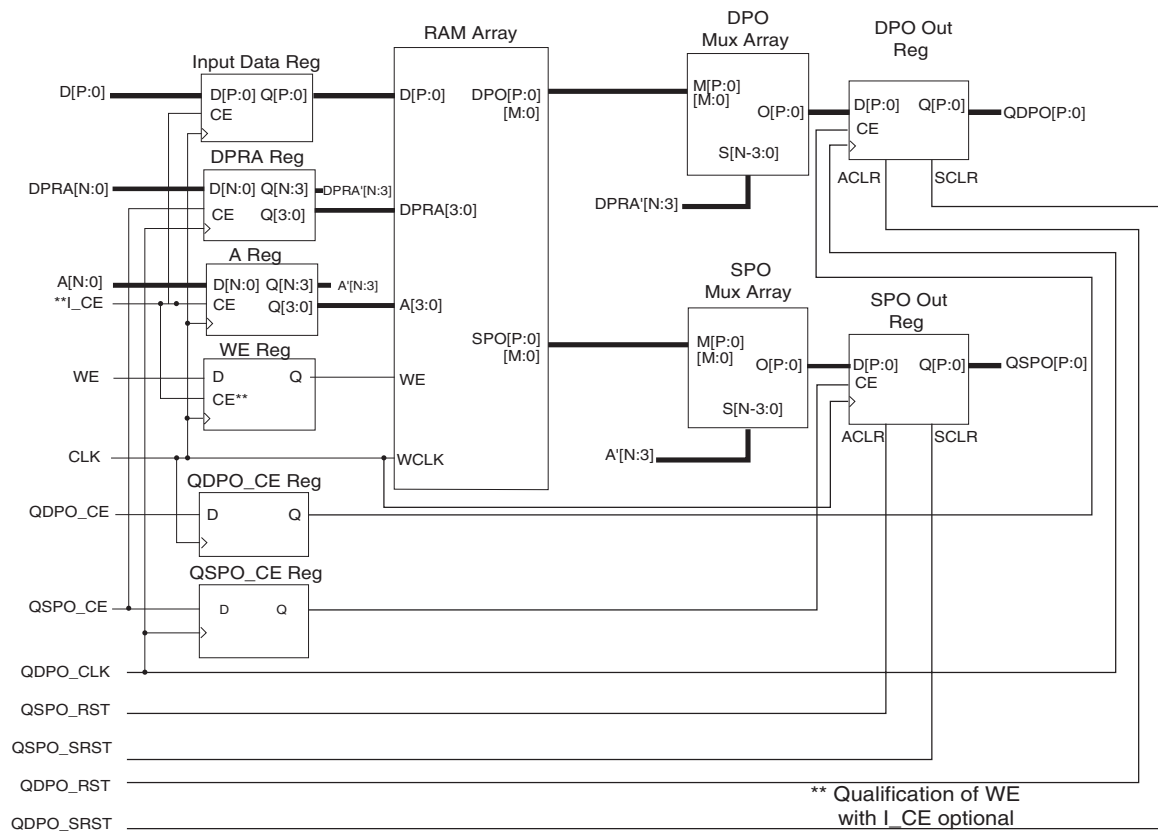 RAM Array
DPO
Mux Array
DPO Out
Reg
Input Data Reg
D[P:0]
D[P:0] Q[P:0]
CE
D[P:0]
DPO[P:0]
[M:0]
M[P:0]
[M:0]
O[P:0]
S[N-3:0]
D[P:0] Q[P:0]
CE
QDPO[P:0]
ACLR
SCLR
DPRA Reg
DPRA[N:0]
D[N:0] Q[N:3]
CE
Q[3:0]
DPRA'[N:3]
DPRA[3:0]
DPRA'[N:3]
A Reg
A[N:0]
**I_CE
D[N:0] Q[N:3]
CE
Q[3:0]
A'[N:3]
A[3:0]
SPO
Mux Array
SPO Out
Reg
SPO[P:0]
[M:0]
M[P:0]
[M:0]
O[P:0]
S[N-3:0]
D[P:0] Q[P:0]
CE
QSPO[P:0]
ACLR
SCLR
A'[N:3]
WE Reg
WE
D Q
CE**
WE
CLK
WCLK
QDPO_CE Reg
QDPO_CE
D Q
QSPO_CE Reg
QSPO_CE
D Q
QDPO_CLK
QSPO_RST
QSPO_SRST
QDPO_RST
QDPO_SRST
** Qualification of WE
with I_CE optional